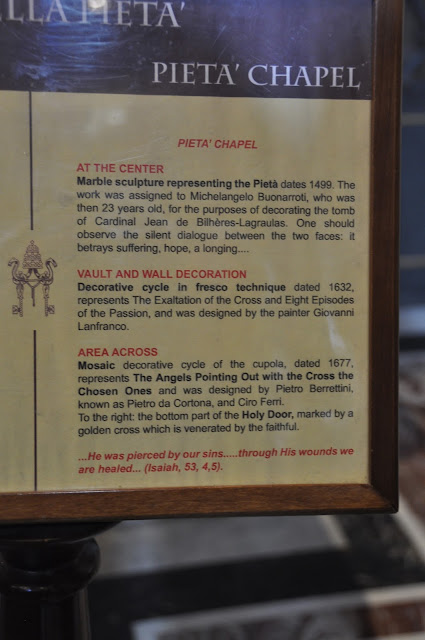 LLA PIETA'
PIETA' CHAPEL
PIETA' CHAPEL
AT THE CENTER
Marble sculpture representing the Pietà dates 1499. The
work was assigned to Michelangelo Buonarroti, who was
then 23 years old, for the purposes of decorating the tomb
of Cardinal Jean de Bilhères-Lagraulas. One should
observe the silent dialogue between the two faces: it
betrays suffering, hope, a longing....
VAULT AND WALL DECORATION
Decorative cycle in fresco technique dated 1632,
represents The Exaltation of the Cross and Eight Episodes
of the Passion, and was designed by the painter Giovanni
Lanfranco.
AREA ACROSS
Mosaic decorative cycle of the cupola, dated 1677,
represents The Angels Pointing Out with the Cross the
Chosen Ones and was designed by Pietro Berrettini,
known as Pietro da Cortona, and Ciro Ferri.
To the right: the bottom part of the Holy Door, marked by a
golden cross which is venerated by the faithful.
...He was pierced by our sins.....through His wounds we
are healed... (Isaiah, 53, 4,5).